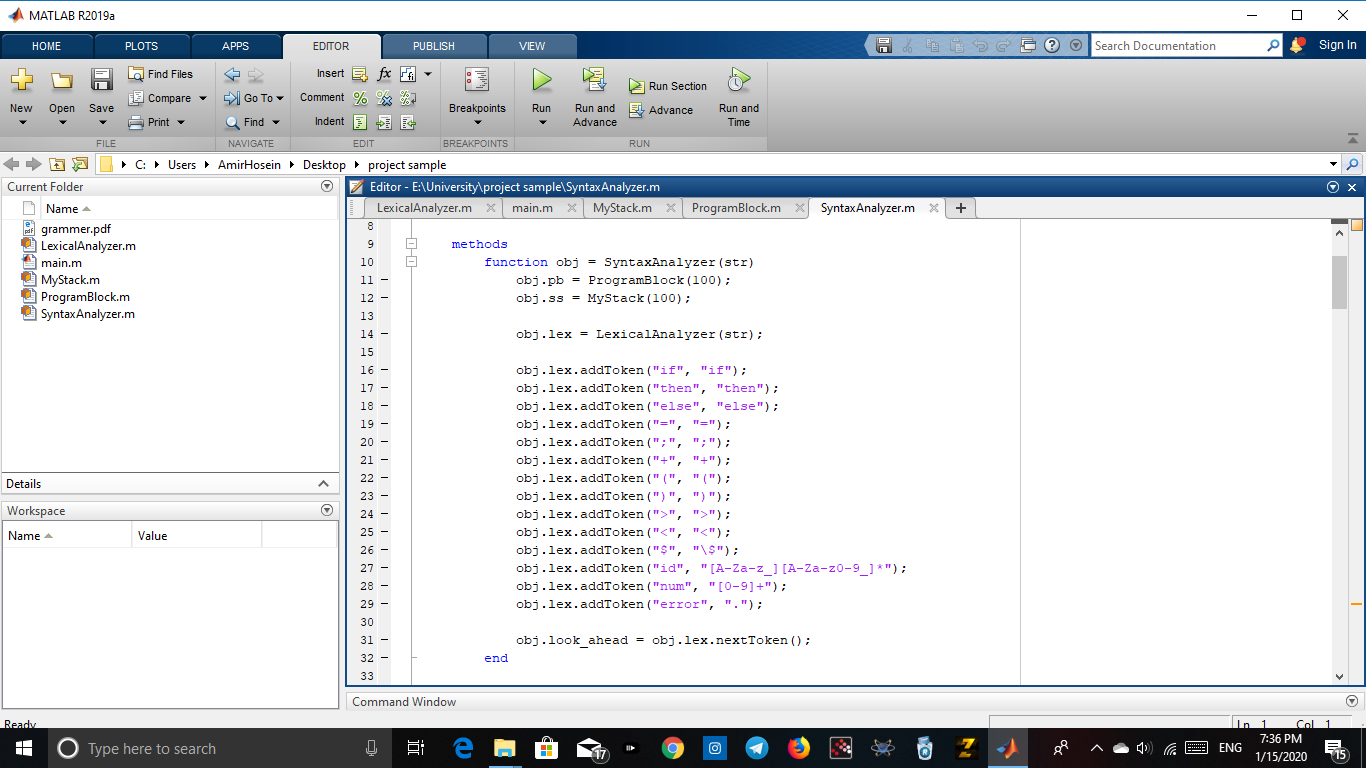 MATLAB R2019a
HOME PLOTS APPS EDITOR PUBLISH VIEW
Search Documentation Sign In
New Open Save Find Files Compare Print
Go To Find
Insert fx
Comment
Indent
Breakpoints
Run Run and Advance Run Section Advance Run and Time
FILE NAVIGATE EDIT BREAKPOINTS RUN
C: Users AmirHosein Desktop project sample
Current Folder
Name
grammer.pdf
LexicalAnalyzer.m
main.m
MyStack.m
ProgramBlock.m
SyntaxAnalyzer.m
Details
Workspace
Name Value
Editor - E:\University\project sample\SyntaxAnalyzer.m
LexicalAnalyzer.m main.m MyStack.m ProgramBlock.m SyntaxAnalyzer.m +
8
9 methods
10 function obj = SyntaxAnalyzer(str)
11 obj.pb = ProgramBlock(100);
12 obj.ss = MyStack(100);
13
14 obj.lex = LexicalAnalyzer(str);
15
16 obj.lex.addToken("if", "if");
17 obj.lex.addToken("then", "then");
18 obj.lex.addToken("else", "else");
19 obj.lex.addToken("=", "=");
20 obj.lex.addToken(";", ";");
21 obj.lex.addToken("+", "+");
22 obj.lex.addToken("(", "(");
23 obj.lex.addToken(")", ")");
24 obj.lex.addToken(">", ">");
25 obj.lex.addToken("<", "<");
26 obj.lex.addToken("$", "\$");
27 obj.lex.addToken("id", "[A-Za-z_][A-Za-z0-9_]*");
28 obj.lex.addToken("num", "[0-9]+");
29 obj.lex.addToken("error", ".");
30
31 obj.look_ahead = obj.lex.nextToken();
32 end
33
Command Window
Ready
Ln 1 Col 1
Type here to search
17
ENG
7:36 PM
1/15/2020
15